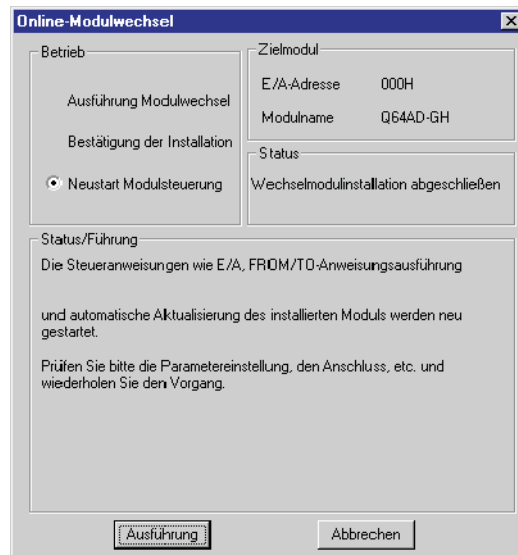 Online-Modulwechsel
Betrieb
Ausführung Modulwechsel
Bestätigung der Installation
Neustart Modulsteuerung
Zielmodul
E/A-Adresse 000H
Modulname Q64AD-GH
Status
Wechselmodulinstallation abgeschließen
Status/Führung
Die Steueranweisungen wie E/A, FROM/TO-Anweisungsausführung
und automatische Aktualisierung des installierten Moduls werden neu
gestartet.
Prüfen Sie bitte die Parametereinstellung, den Anschluss, etc. und
wiederholen Sie den Vorgang.
Ausführung
Abbrechen